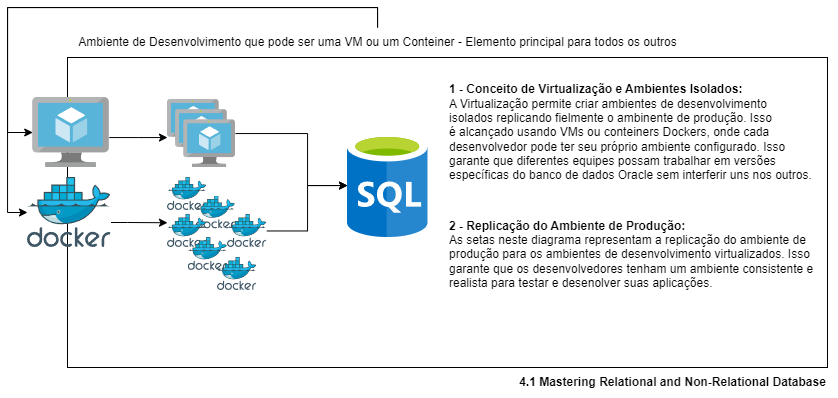 Ambiente de Desenvolvimento que pode ser uma VM ou um Conteiner - Elemento principal para todos os outros
1 - Conceito de Virtualização e Ambientes Isolados:
A Virtualização permite criar ambientes de desenvolvimento
isolados replicando fielmente o ambinente de produção. Isso
é alcançado usando VMs ou conteiners Dockers, onde cada
desenvolvedor pode ter seu próprio ambiente configurado. Isso
garante que diferentes equipes possam trabalhar em versões
específicas do banco de dados Oracle sem interferir uns nos outros.
SQL
docker
docker
docker
docker
docker
docker
docker
2 - Replicação do Ambiente de Produção:
As setas neste diagrama representam a replicação do ambiente de
produção para os ambientes de desenvolvimento virtualizados. Isso
garante que os desenvolvedores tenham um ambiente consistente e
realista para testar e desenolver suas aplicações.
4.1 Mastering Relational and Non-Relational Database